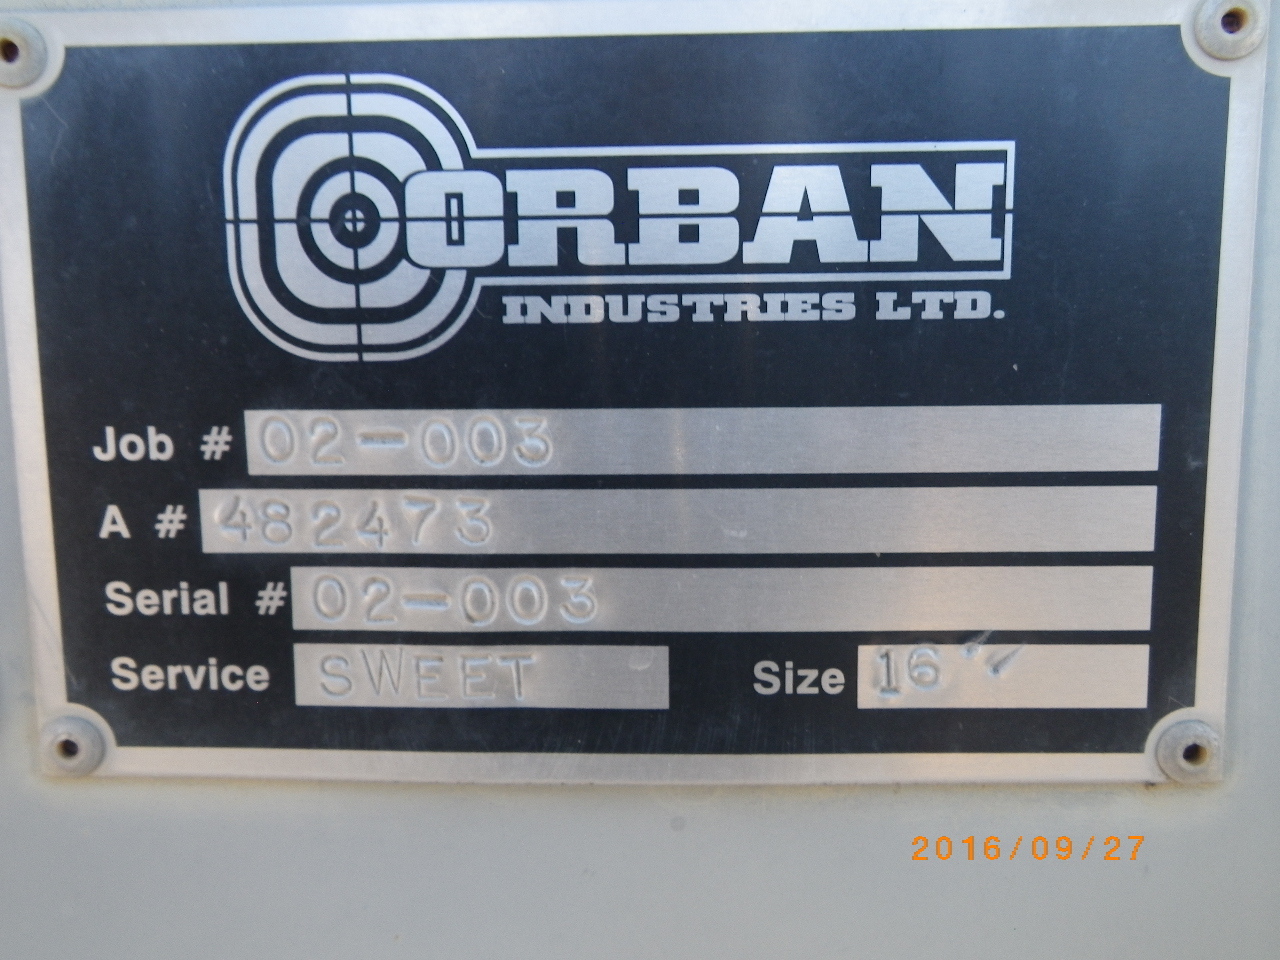 CORBAN
INDUSTRIES LTD.
Job # 02-003
A # 482473
Serial # 02-003
Service SWEET Size 16"
2016/09/27